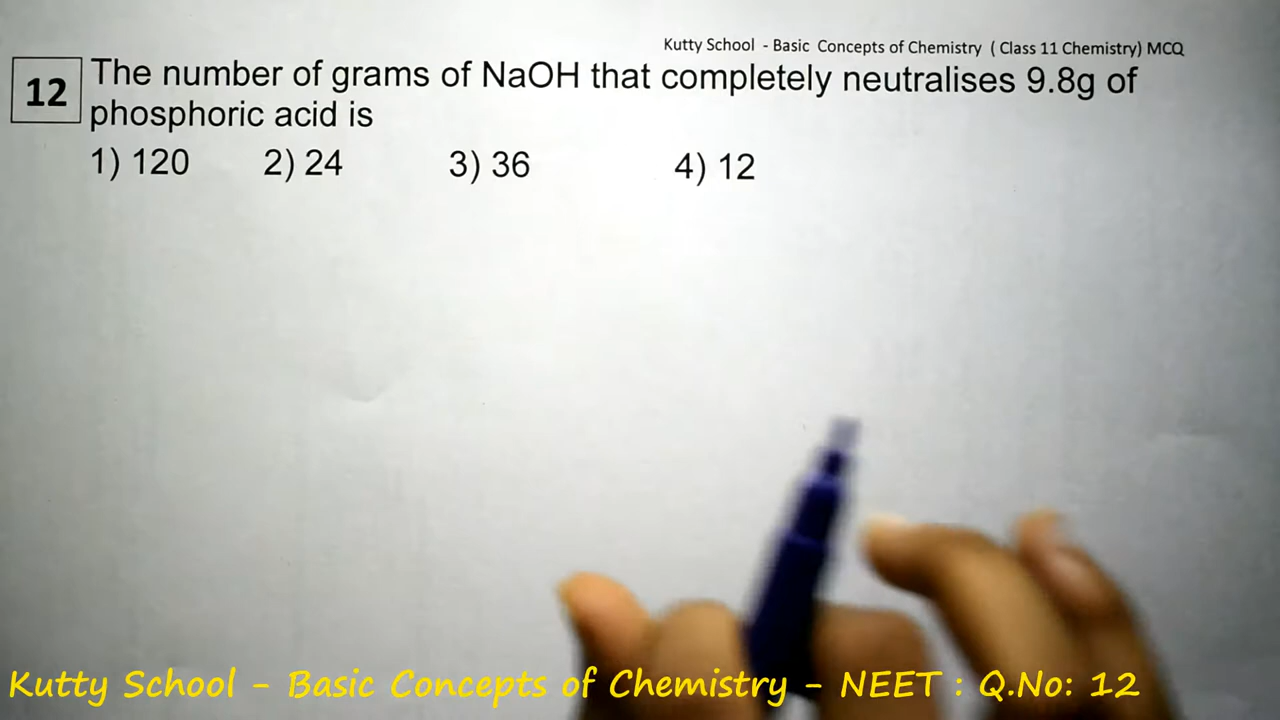 Kutty School - Basic Concepts of Chemistry ( Class 11 Chemistry) MCQ
12 The number of grams of NaOH that completely neutralises 9.8g of
phosphoric acid is
1) 120 2) 24 3) 36 4) 12
Kutty School - Basic Concepts of Chemistry - NEET : Q.No: 12